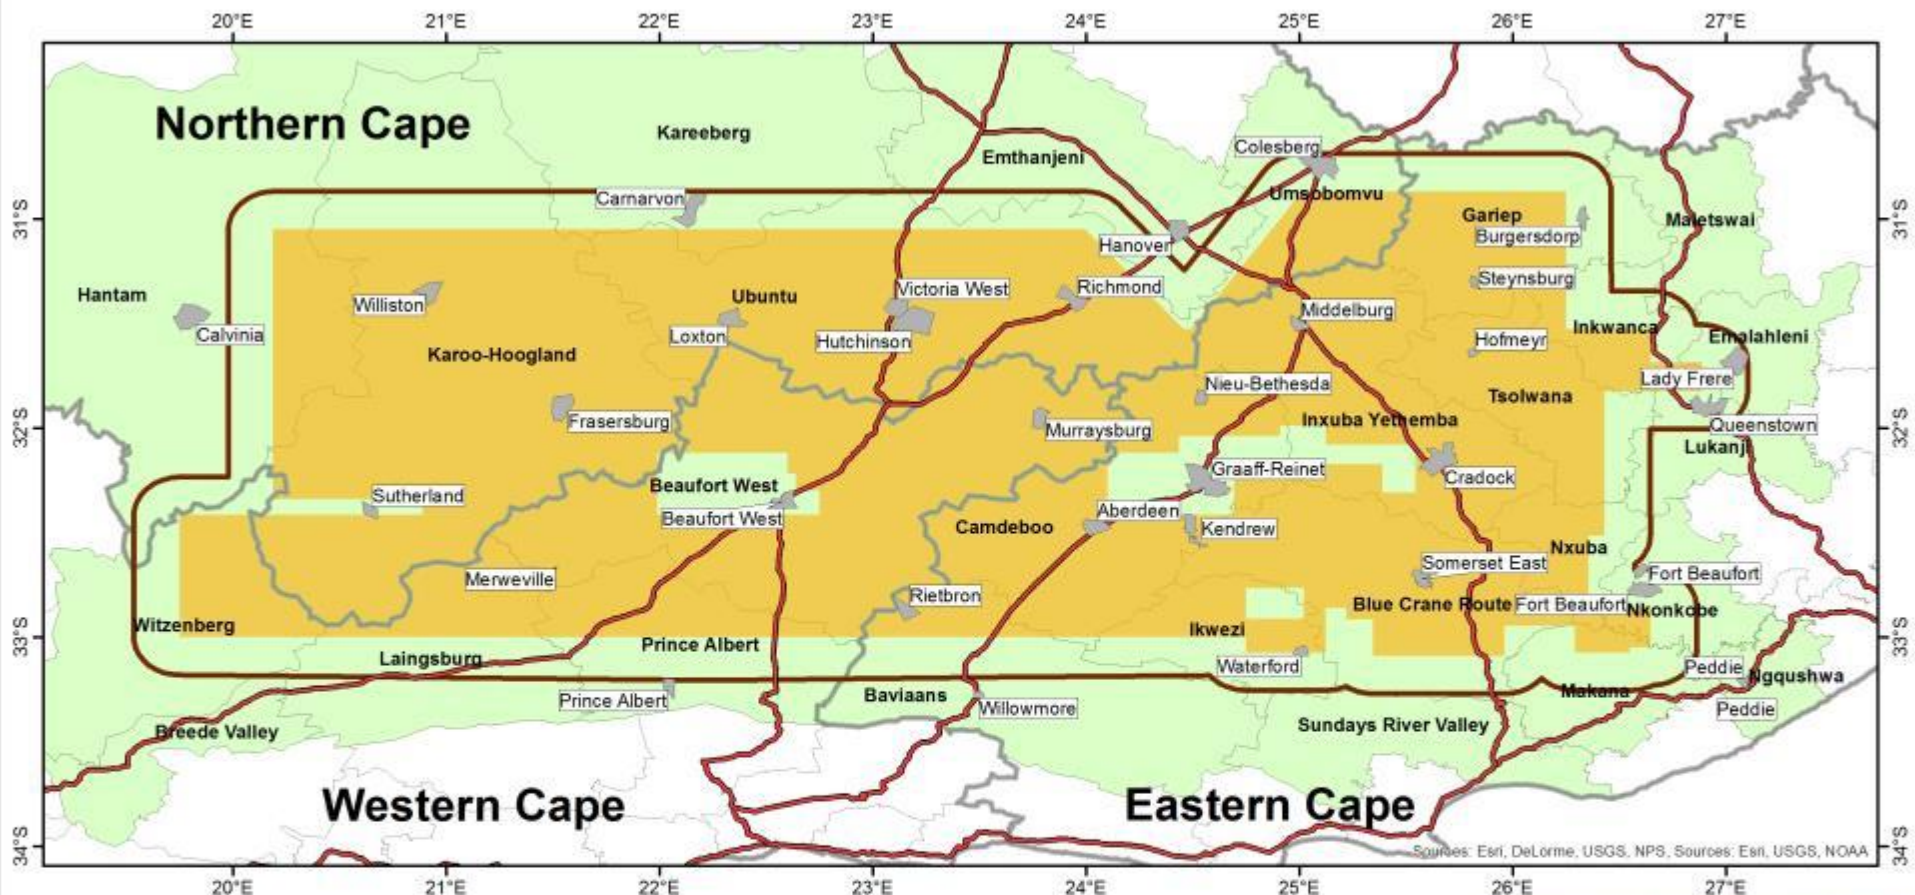 20°E 21°E 22°E 23°E 24°E 25°E 26°E 27°E
Northern Cape
Kareeberg
Emthanjeni
Colesberg
Umsobomvu
Carnarvon
31°S
31°S
Gariep
Maletswai
Burgersdorp
Hanover
Hantam
Williston
Ubuntu
Victoria West
Richmond
Steynsburg
Calvinia
Loxton
Hutchinson
Middelburg
Inkwanca
Emalahleni
Hofmeyr
Karoo-Hoogland
Nieu-Bethesda
Lady Frere
Tsolwana
Frasersburg
Murraysburg
Inxuba Yethemba
Queenstown
32°S
32°S
Lukanji
Graaff-Reinet
Cradock
Sutherland
Beaufort West
Beaufort West
Aberdeen
Camdeboo
Kendrew
Nxuba
Merweville
Somerset East
Fort Beaufort
Rietbron
Blue Crane Route
Fort Beaufort
Nkonkobe
Witzenberg
Ikwezi
33°S
33°S
Prince Albert
Laingsburg
Waterford
Peddie
Ngqushwa
Prince Albert
Baviaans
Willowmore
Makana
Peddie
Breede Valley
Sundays River Valley
Western Cape
Eastern Cape
34°S
34°S
Sources: Esri, DeLorme, USGS, NPS, Sources: Esri, USGS, NOAA
20°E 21°E 22°E 23°E 24°E 25°E 26°E 27°E